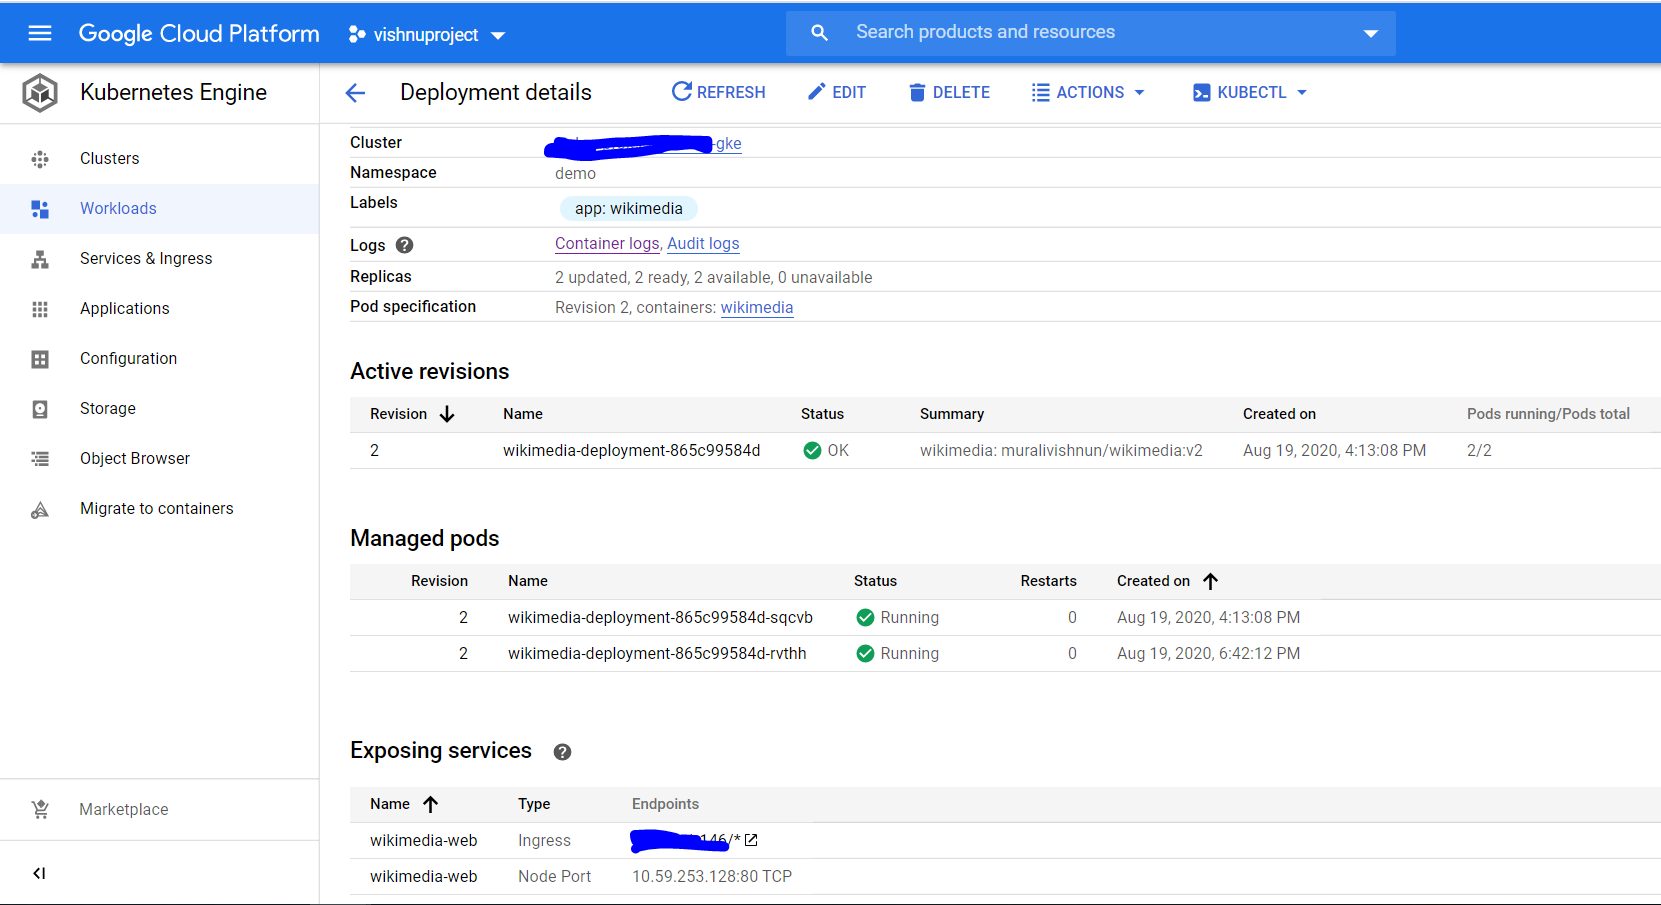 Google Cloud Platform vishnuproject Search products and resources
Kubernetes Engine
Deployment details REFRESH EDIT DELETE ACTIONS KUBECTL
Clusters
Workloads
Services & Ingress
Applications
Configuration
Storage
Object Browser
Migrate to containers
Marketplace
Cluster -gke
Namespace demo
Labels app: wikimedia
Logs ? Container logs, Audit logs
Replicas 2 updated, 2 ready, 2 available, 0 unavailable
Pod specification Revision 2, containers: wikimedia
Active revisions
Revision Name Status Summary Created on Pods running/Pods total
2 wikimedia-deployment-865c99584d OK wikimedia: muralivishnun/wikimedia:v2 Aug 19, 2020, 4:13:08 PM 2/2
Managed pods
Revision Name Status Restarts Created on
2 wikimedia-deployment-865c99584d-sqcvb Running 0 Aug 19, 2020, 4:13:08 PM
2 wikimedia-deployment-865c99584d-rvthh Running 0 Aug 19, 2020, 6:42:12 PM
Exposing services ?
Name Type Endpoints
wikimedia-web Ingress 146/*
wikimedia-web Node Port 10.59.253.128:80 TCP